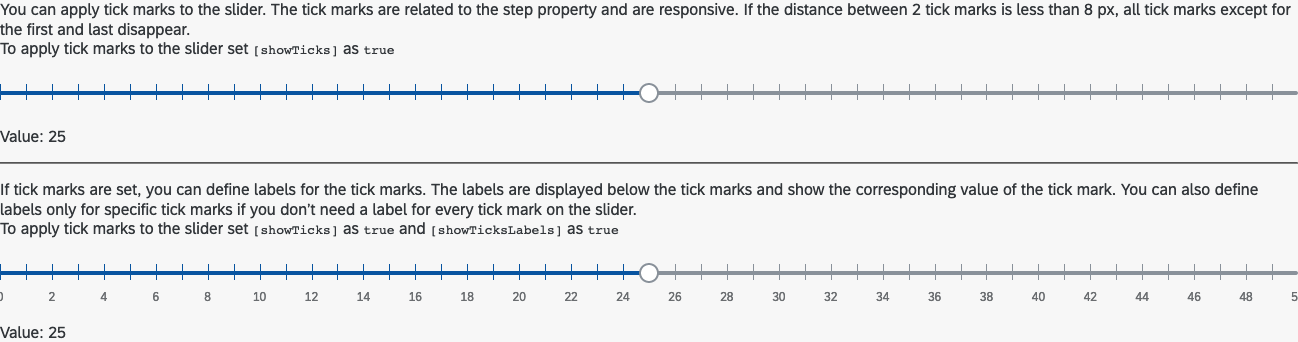 You can apply tick marks to the slider. The tick marks are related to the step property and are responsive. If the distance between 2 tick marks is less than 8 px, all tick marks except for
the first and last disappear.
To apply tick marks to the slider set [showTicks] as true
Value: 25
If tick marks are set, you can define labels for the tick marks. The labels are displayed below the tick marks and show the corresponding value of the tick mark. You can also define
labels only for specific tick marks if you don't need a label for every tick mark on the slider.
To apply tick marks to the slider set [showTicks] as true and [showTicksLabels] as true
0 2 4 6 8 10 12 14 16 18 20 22 24 26 28 30 32 34 36 38 40 42 44 46 48 5
Value: 25